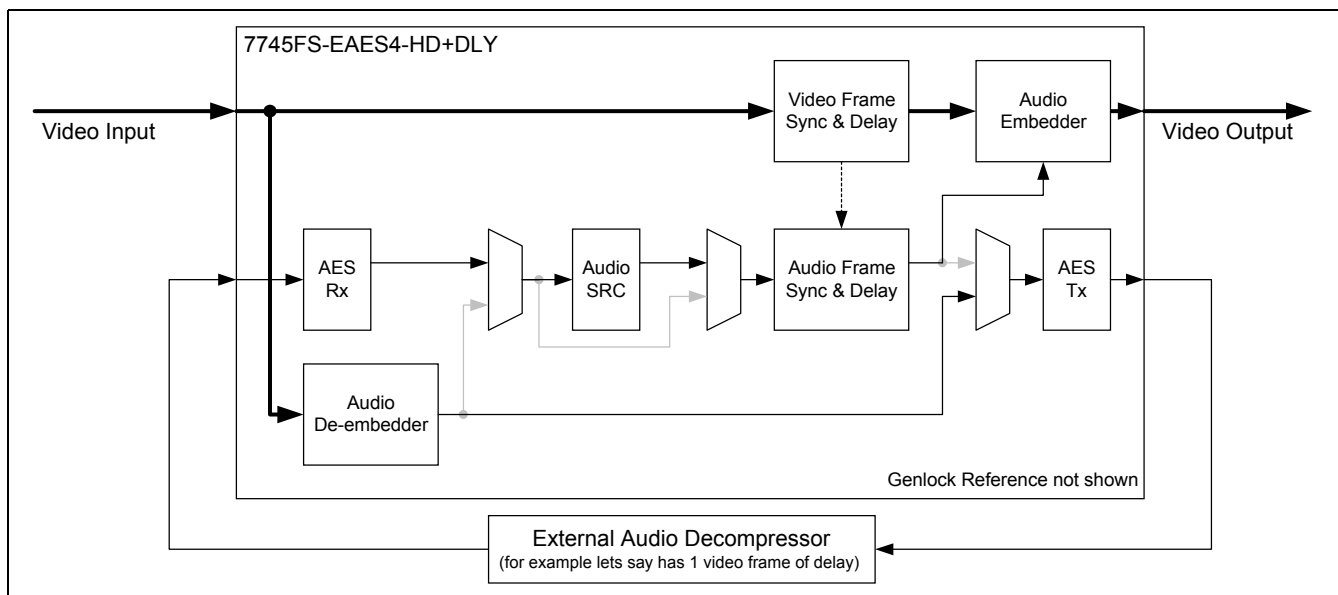 7745FS-EAES4-HD+DLY
Video Input
Video Frame
Sync & Delay
Audio
Embedder
Video Output
AES
Rx
Audio
SRC
Audio Frame
Sync & Delay
AES
Tx
Audio
De-embedder
Genlock Reference not shown
External Audio Decompressor
(for example lets say has 1 video frame of delay)